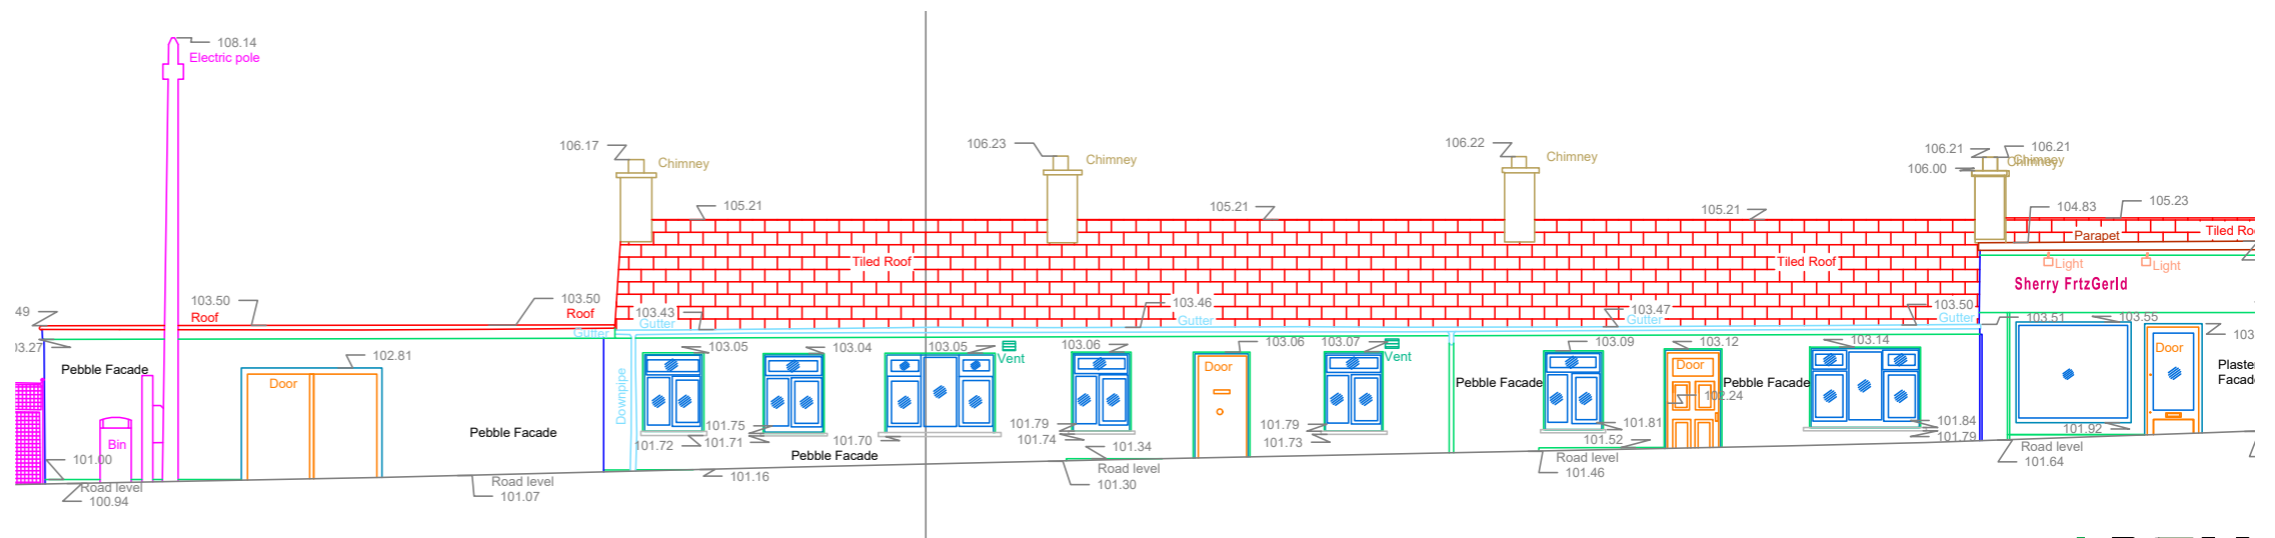 108.14
Electric pole
106.17
Chimney
106.23
Chimney
106.22
Chimney
106.21
106.21
Chimney
Chimney
106.00
105.21
105.21
105.21
104.83
105.23
Parapet
Tiled Roof
Tiled Roof
Light
Light
Sherry FrtzGerld
103.50
Roof
103.50
Roof
49
103.43
Gutter
Gutter
103.46
Gutter
103.47
Gutter
103.50
Gutter
103.51
103.55
102.81
Door
Pebble Facade
Bin
Pebble Facade
Downpipe
103.05
103.04
103.05
Vent
103.06
103.06
Door
103.07
Vent
103.09
103.12
Door
103.14
Door
Pebble Facade
Pebble Facade
102.24
Plaster
101.72
101.75
101.71
101.70
Pebble Facade
101.79
101.74
101.34
101.79
101.73
101.81
101.52
101.84
101.79
101.92
101.00
Road level
100.94
Road level
101.07
101.16
Road level
101.30
Road level
101.46
Road level
101.64